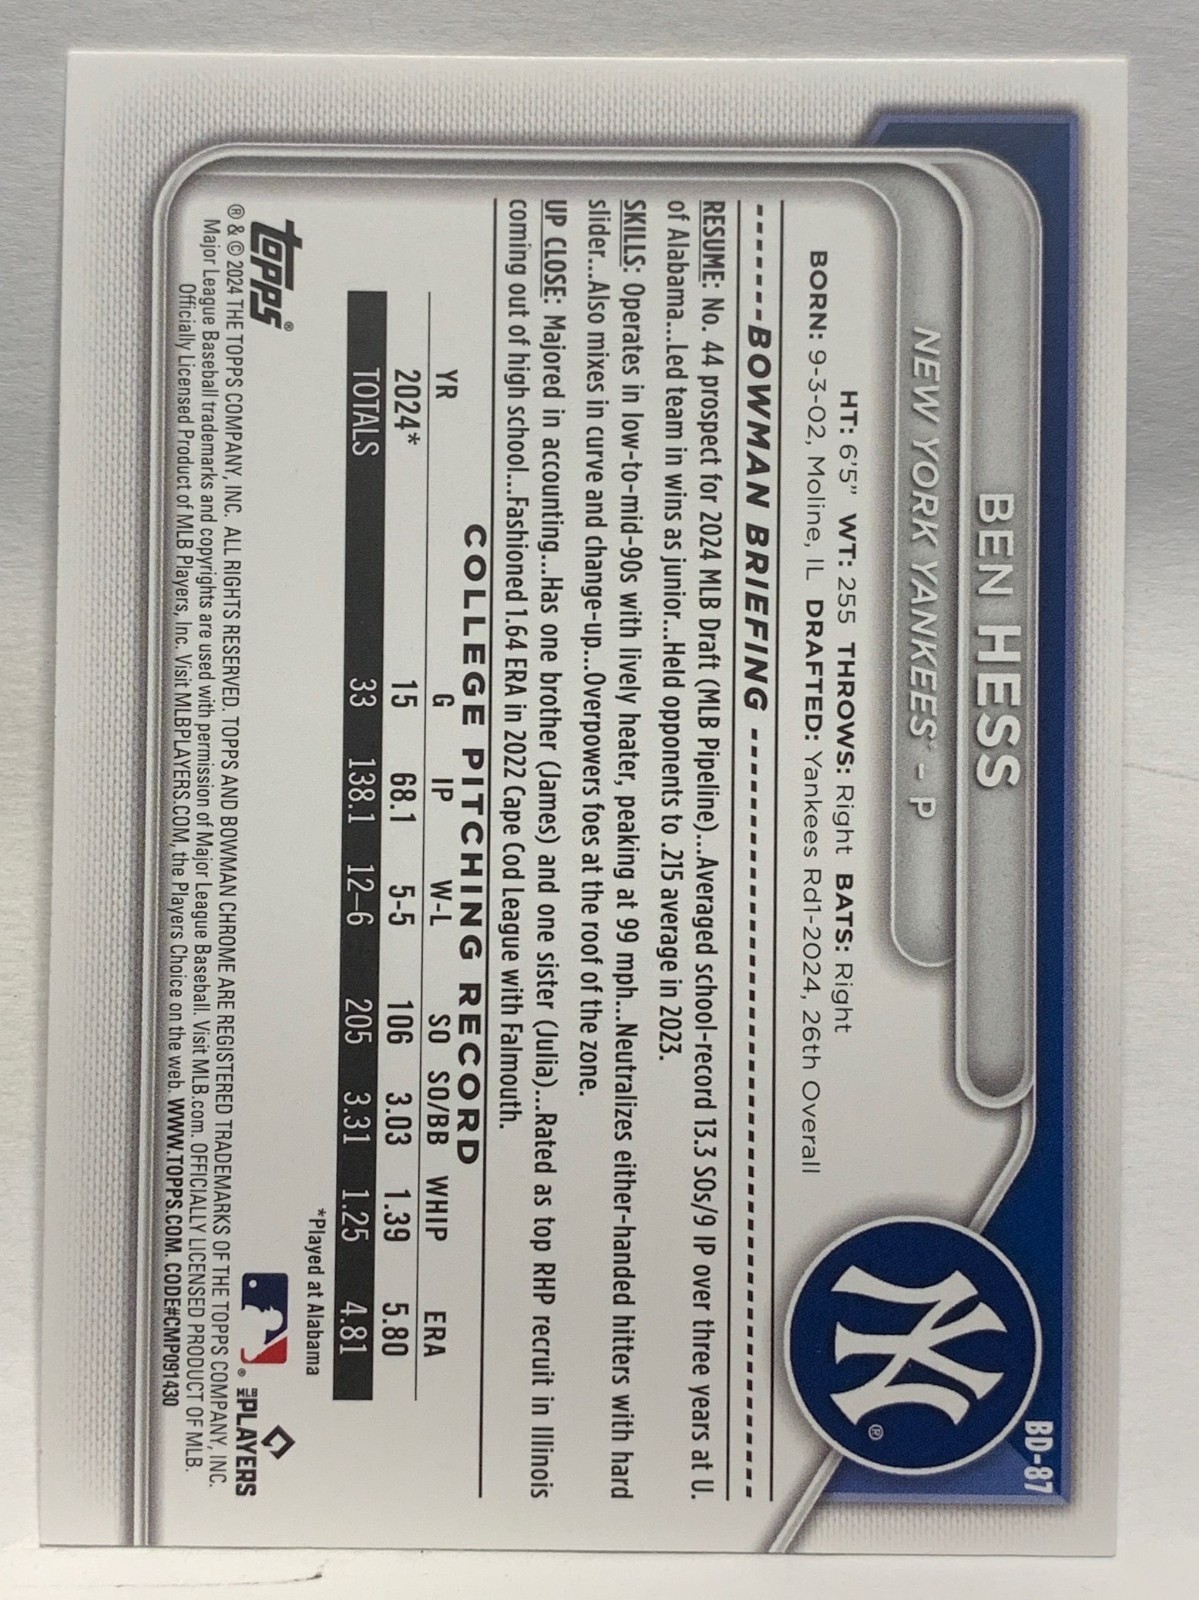 BD-87
BEN HESS
NEW YORK YANKEES® – P
HT: 6'5" WT: 255 THROWS: Right BATS: Right
BORN: 9-3-02, Moline, IL DRAFTED: Yankees Rd1-2024, 26th Overall
BOWMAN BRIEFING
RESUME: No. 44 prospect for 2024 MLB Draft (MLB Pipeline)...Averaged school-record 13.3 SOs/9 IP over three years at U.
of Alabama...Led team in wins as junior...Held opponents to .215 average in 2023.
SKILLS: Operates in low-to-mid-90s with lively heater, peaking at 99 mph...Neutralizes either-handed hitters with hard
slider...Also mixes in curve and change-up...Overpowers foes at the roof of the zone.
UP CLOSE: Majored in accounting...Has one brother (James) and one sister (Julia)...Rated as top RHP recruit in Illinois
coming out of high school...Fashioned 1.64 ERA in 2022 Cape Cod League with Falmouth.
COLLEGE PITCHING RECORD
YR G IP W-L SO SO/BB WHIP ERA
2024* 15 68.1 5-5 106 3.03 1.39 5.80
TOTALS 33 138.1 12–6 205 3.31 1.25 4.81
*Played at Alabama
topps®
® & © 2024 THE TOPPS COMPANY, INC. ALL RIGHTS RESERVED. TOPPS AND BOWMAN CHROME ARE REGISTERED TRADEMARKS OF THE TOPPS COMPANY, INC.
Major League Baseball trademarks and copyrights are used with permission of Major League Baseball. Visit MLB.com. OFFICIALLY LICENSED PRODUCT OF MLB.
Officially Licensed Product of MLB Players, Inc. Visit MLBPLAYERS.COM, the Players Choice on the web. WWW.TOPPS.COM. CODE#CMP091430
MLB PLAYERS
NY®